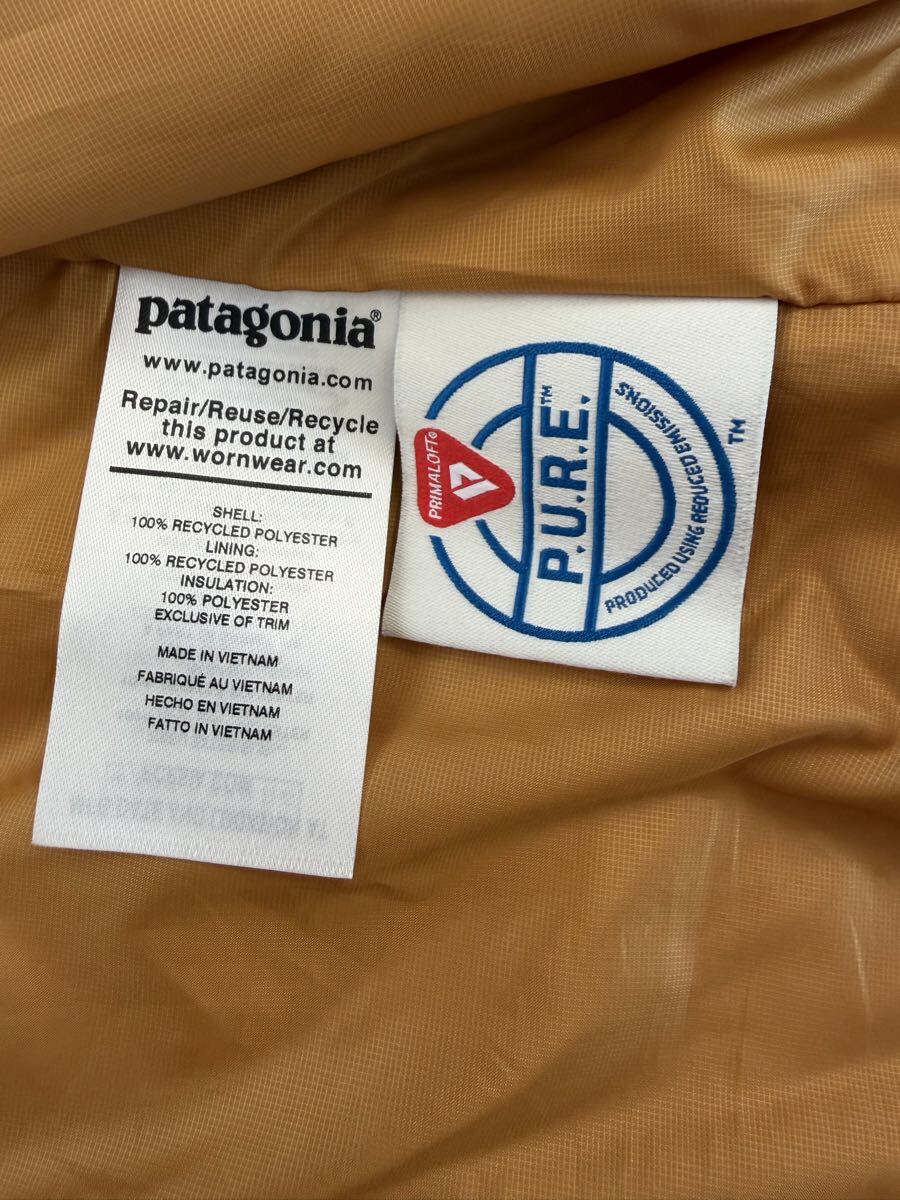 patagonia®
www.patagonia.com
Repair/Reuse/Recycle
this product at
www.wornwear.com
SHELL:
100% RECYCLED POLYESTER
LINING:
100% RECYCLED POLYESTER
INSULATION:
100% POLYESTER
EXCLUSIVE OF TRIM
MADE IN VIETNAM
FABRIQUÉ AU VIETNAM
HECHO EN VIETNAM
FATTO IN VIETNAM
PRIMALOFT®
P.U.R.E.™
PRODUCED USING REDUCED EMISSIONS
™